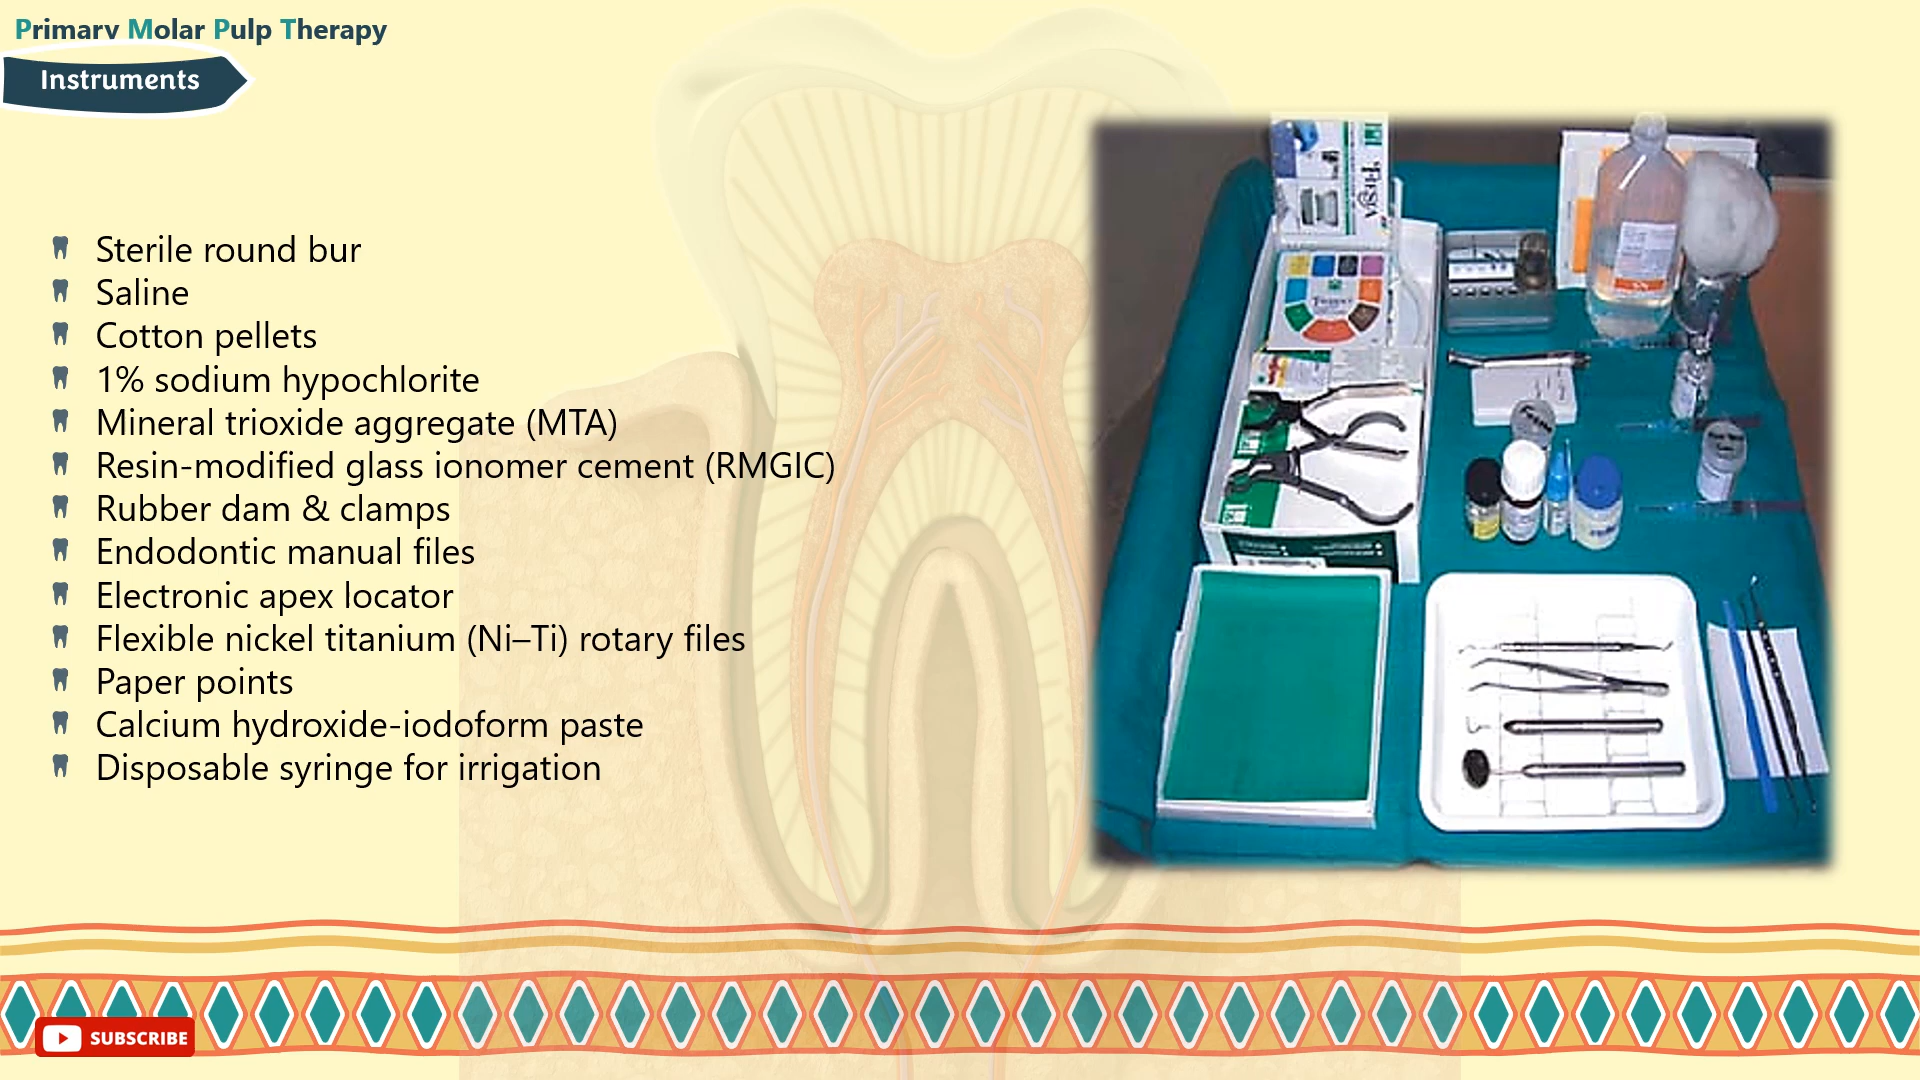 Primary Molar Pulp Therapy
Instruments
Sterile round bur
Saline
Cotton pellets
1% sodium hypochlorite
Mineral trioxide aggregate (MTA)
Resin-modified glass ionomer cement (RMGIC)
Rubber dam & clamps
Endodontic manual files
Electronic apex locator
Flexible nickel titanium (Ni–Ti) rotary files
Paper points
Calcium hydroxide-iodoform paste
Disposable syringe for irrigation
SUBSCRIBE